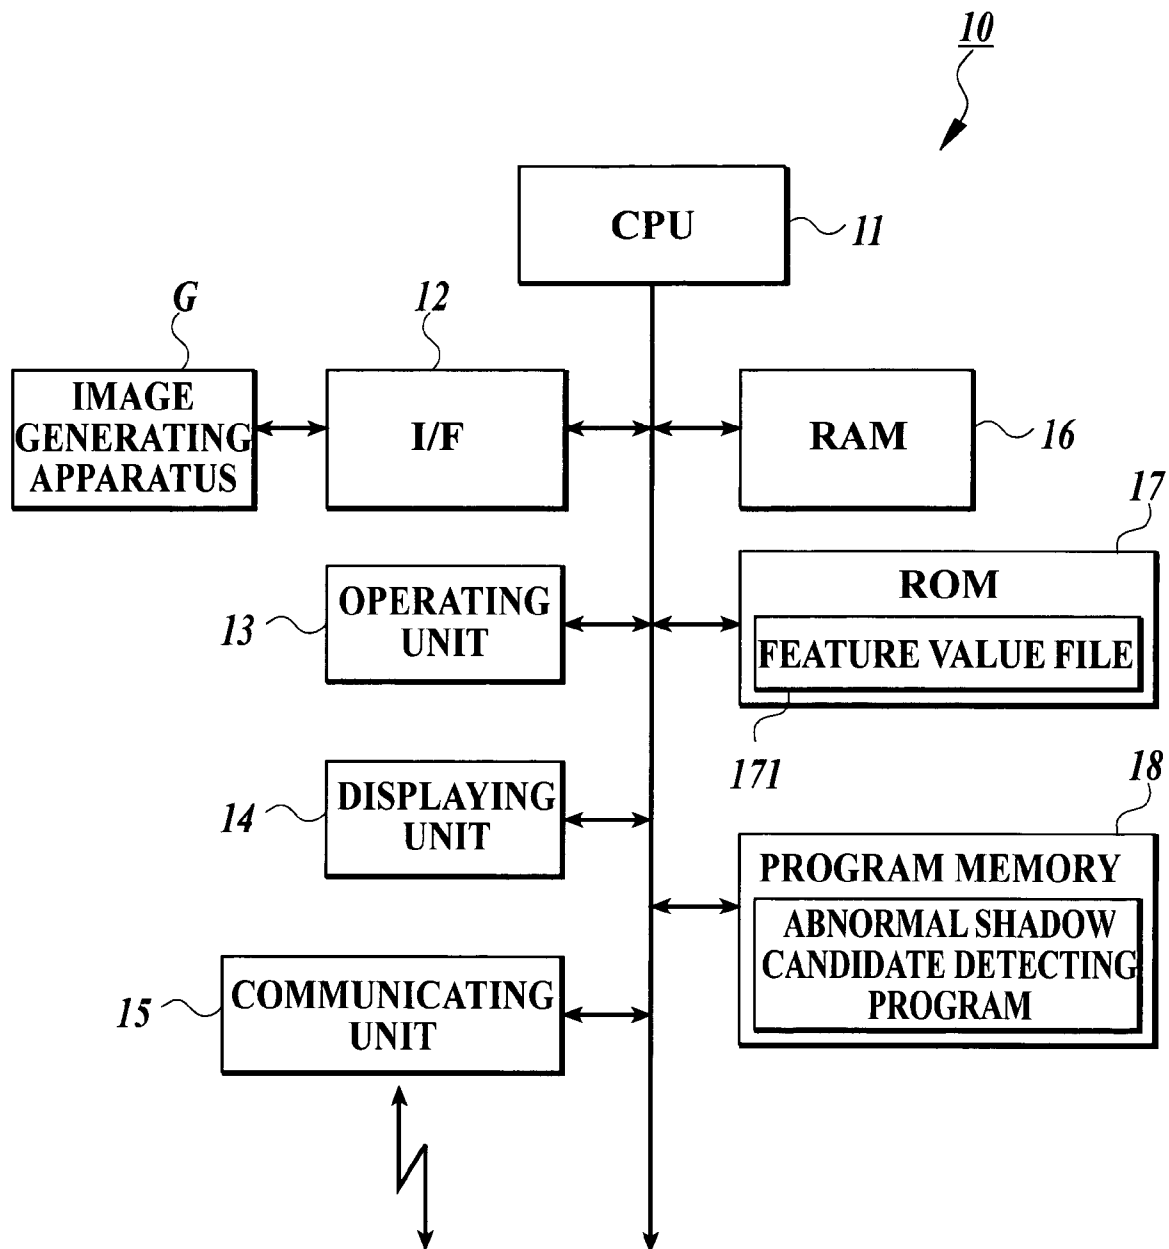 10
CPU
11
G
12
IMAGE
GENERATING
APPARATUS
I/F
RAM
16
17
OPERATING
UNIT
13
ROM
FEATURE VALUE FILE
171
DISPLAYING
UNIT
14
18
PROGRAM MEMORY
ABNORMAL SHADOW
CANDIDATE DETECTING
PROGRAM
COMMUNICATING
UNIT
15